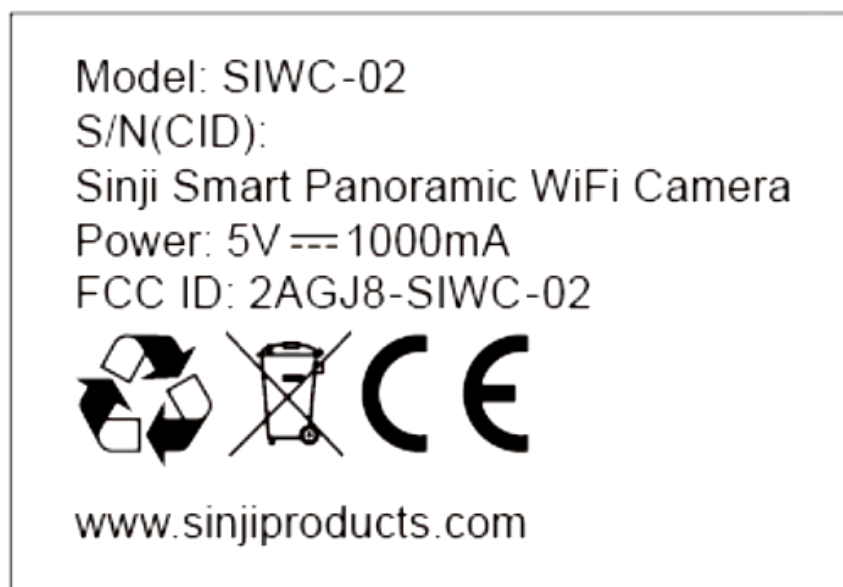 Model: SIWC-02
S/N(CID):
Sinji Smart Panoramic WiFi Camera
Power: 5V⎓1000mA
FCC ID: 2AGJ8-SIWC-02
CE
www.sinjiproducts.com